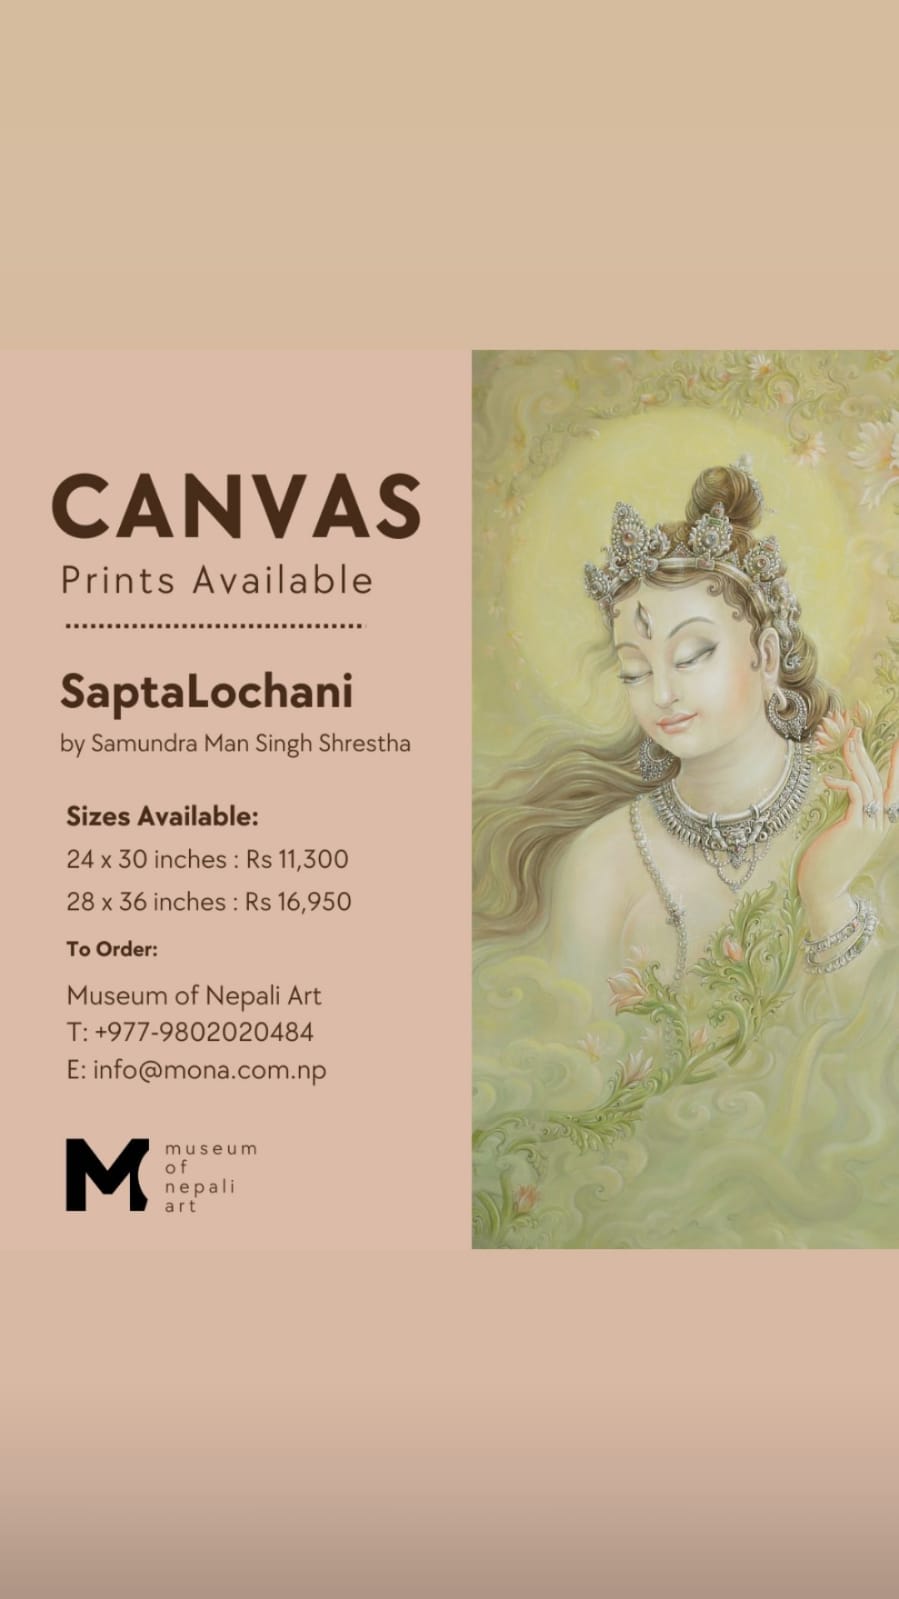 CANVAS
Prints Available
SaptaLochani
by Samundra Man Singh Shrestha
Sizes Available:
24 x 30 inches : Rs 11,300
28 x 36 inches : Rs 16,950
To Order:
Museum of Nepali Art
T: +977-9802020484
E: info@mona.com.np
M
museum
of
nepali
art